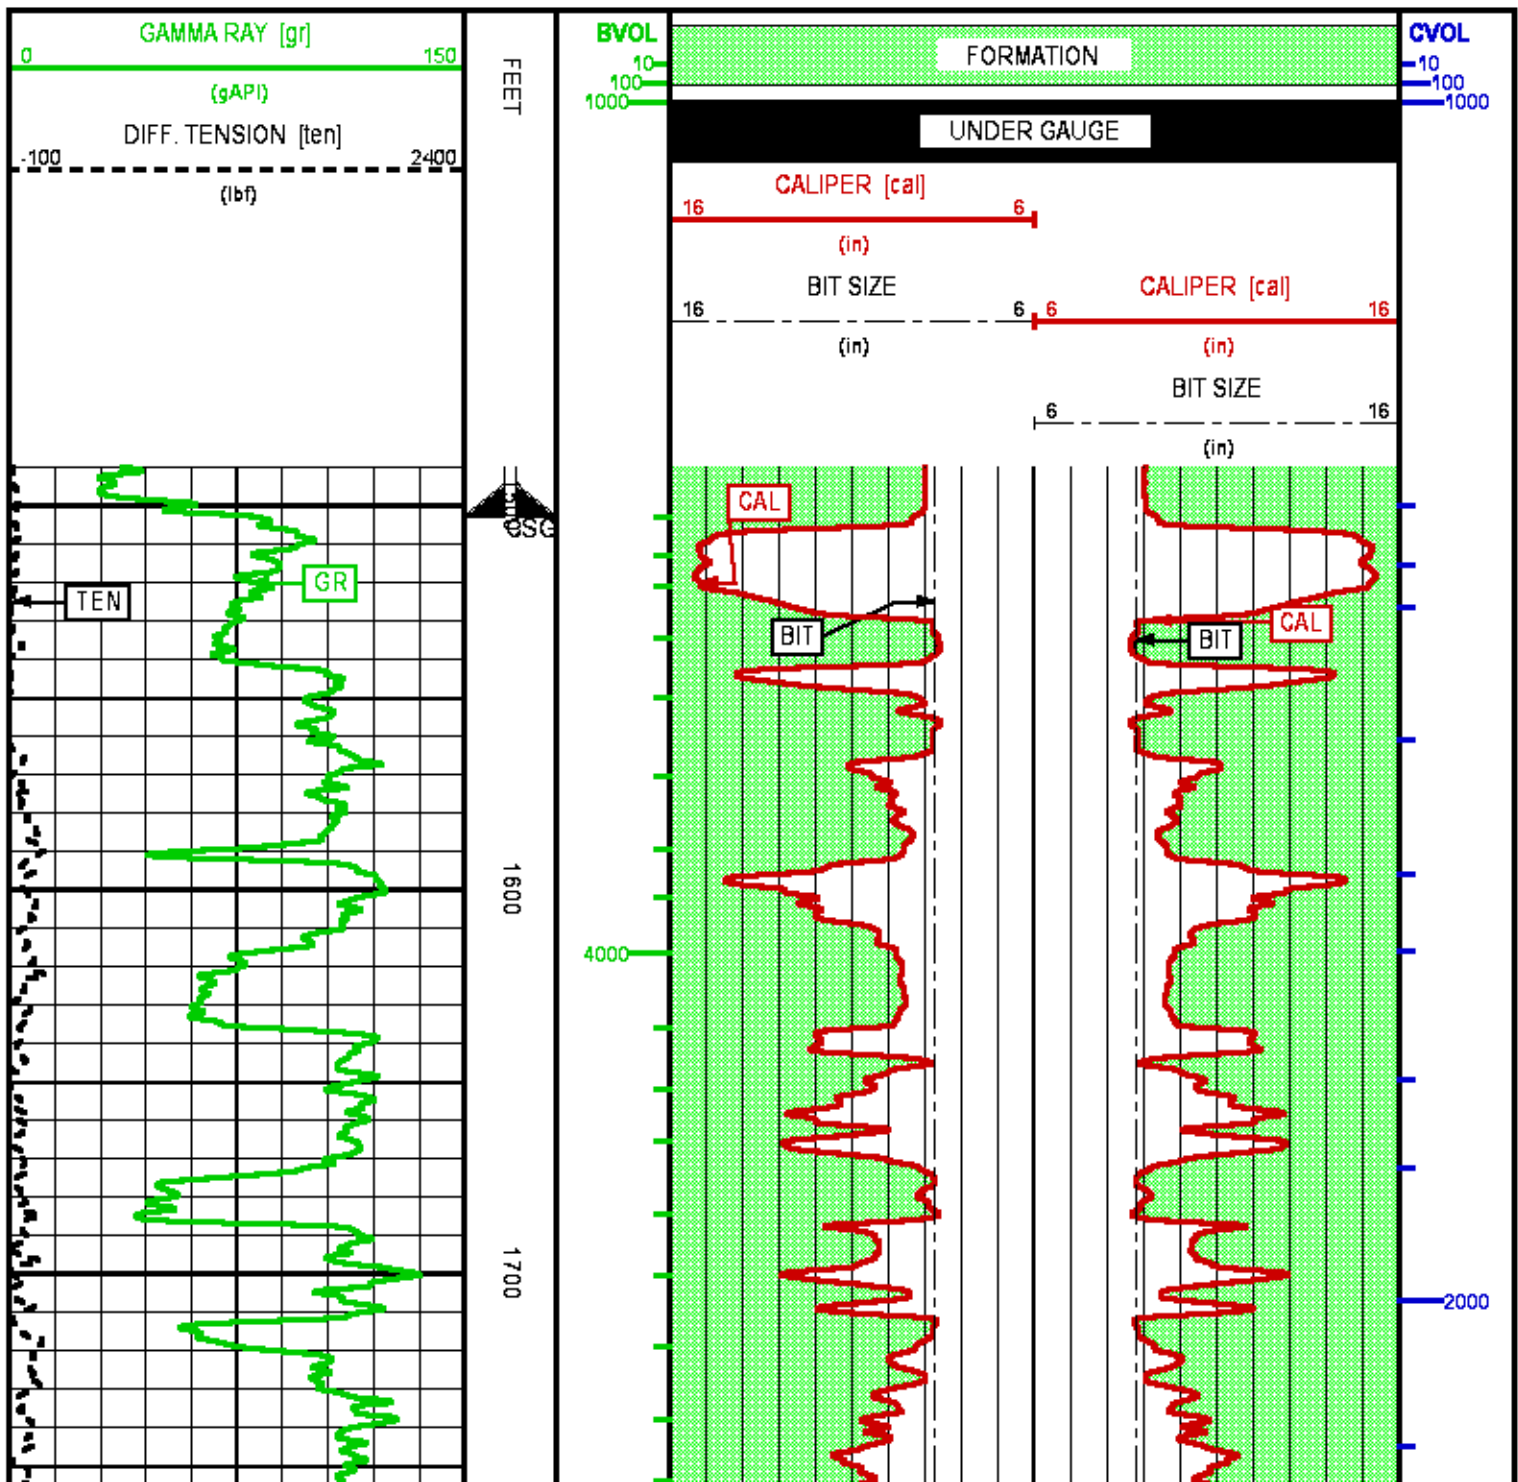 GAMMA RAY [gr]
0 150
(gAPI)
DIFF. TENSION [ten]
-100 2400
(lbf)
FEET
BVOL
10
100
1000
FORMATION
UNDER GAUGE
CALIPER [cal]
16 6
(in)
BIT SIZE
16 6
(in)
CALIPER [cal]
6 16
(in)
BIT SIZE
6 16
(in)
CVOL
10
100
1000
CSG
CAL
GR
TEN
BIT
CAL
BIT
1600
4000
1700
2000